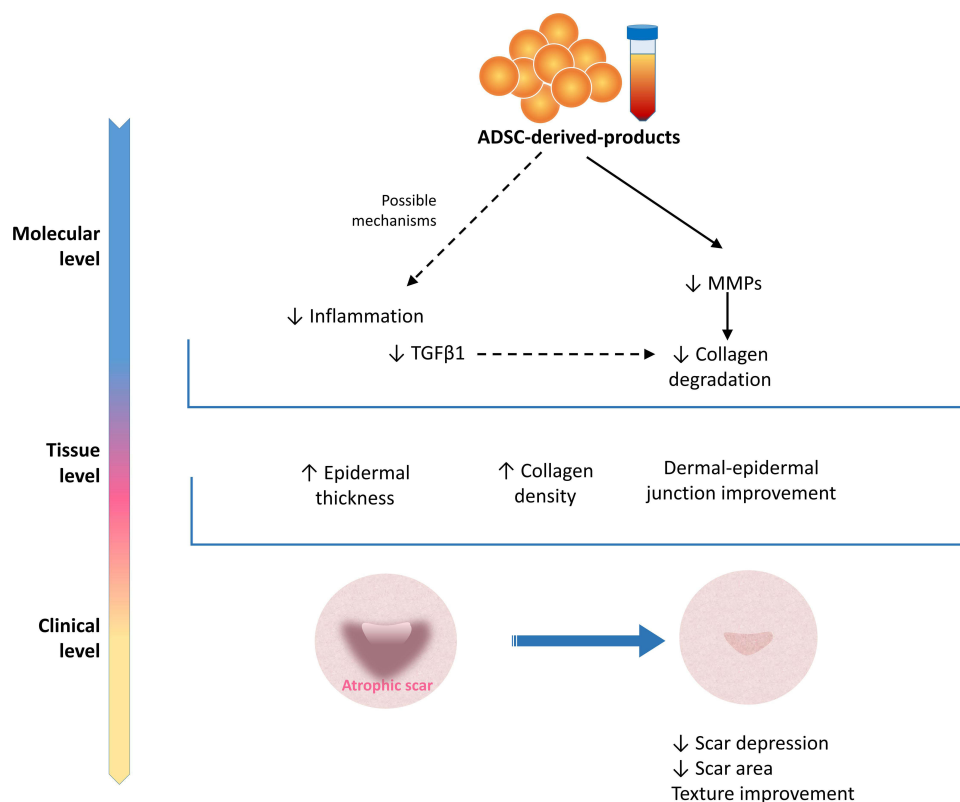 ADSC-derived-products
Possible
mechanisms
Molecular
level
↓ MMPs
↓ Inflammation
↓ TGFβ1
↓ Collagen
degradation
Tissue
level
↑ Epidermal
thickness
↑ Collagen
density
Dermal-epidermal
junction improvement
Clinical
level
Atrophic scar
↓ Scar depression
↓ Scar area
Texture improvement